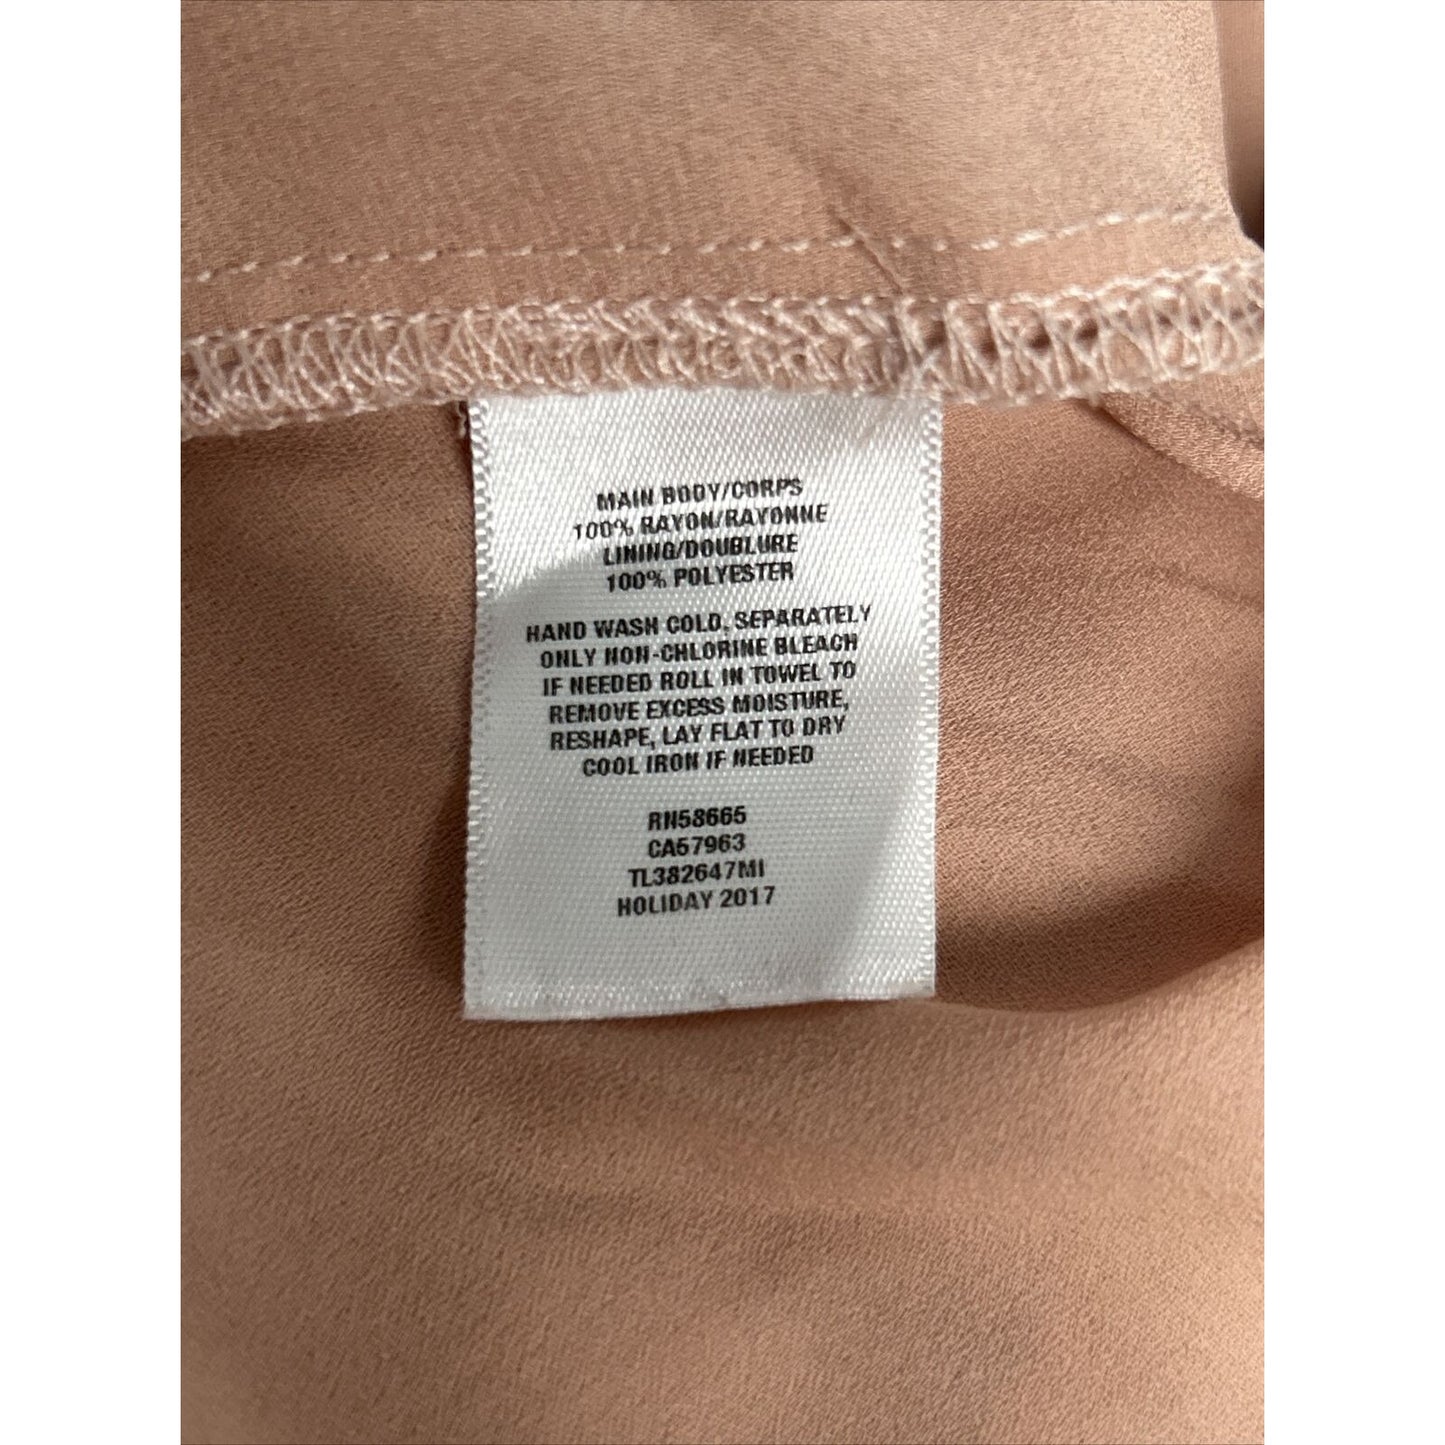 MAIN BODY/CORPS
100% RAYON/RAYONNE
LINING/DOUBLURE
100% POLYESTER
HAND WASH COLD, SEPARATELY
ONLY NON-CHLORINE BLEACH
IF NEEDED ROLL IN TOWEL TO
REMOVE EXCESS MOISTURE,
RESHAPE, LAY FLAT TO DRY
COOL IRON IF NEEDED
RN58665
CA57963
TL382647MI
HOLIDAY 2017